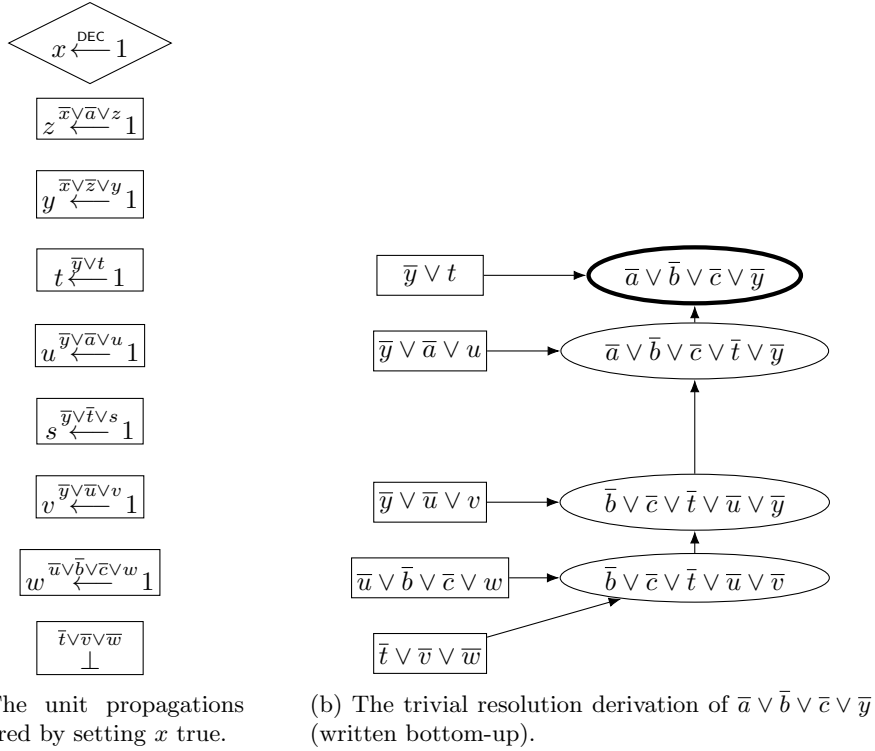 x ←DEC 1
z ←x̅∨a̅∨z 1
y ←x̅∨z̅∨y 1
t ←y̅∨t 1
u ←y̅∨a̅∨u 1
s ←y̅∨t̅∨s 1
v ←y̅∨u̅∨v 1
w ←u̅∨b̅∨c̅∨w 1
t̅∨v̅∨w̅
⊥
he unit propagations
red by setting x true.
y̅ ∨ t
a̅ ∨ b̅ ∨ c̅ ∨ y̅
y̅ ∨ a̅ ∨ u
a̅ ∨ b̅ ∨ c̅ ∨ t̅ ∨ y̅
y̅ ∨ u̅ ∨ v
b̅ ∨ c̅ ∨ t̅ ∨ u̅ ∨ y̅
u̅ ∨ b̅ ∨ c̅ ∨ w
b̅ ∨ c̅ ∨ t̅ ∨ u̅ ∨ v̅
t̅ ∨ v̅ ∨ w̅
(b) The trivial resolution derivation of a̅ ∨ b̅ ∨ c̅ ∨ y̅
(written bottom-up).